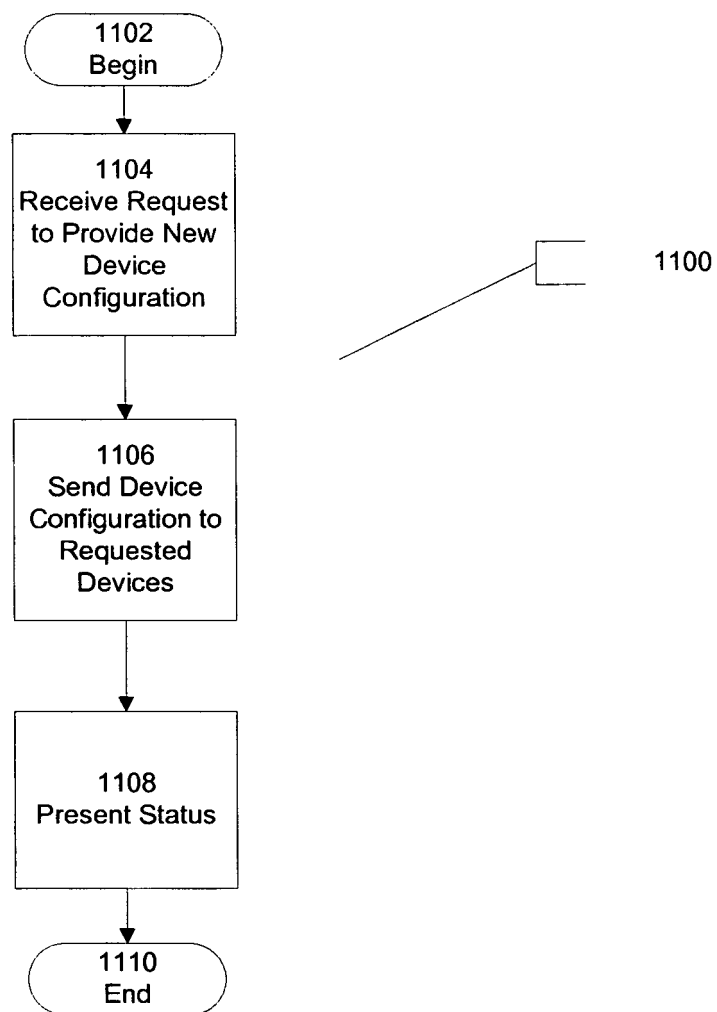 1102
Begin
1104
Receive Request
to Provide New
Device
Configuration
1100
1106
Send Device
Configuration to
Requested
Devices
1108
Present Status
1110
End